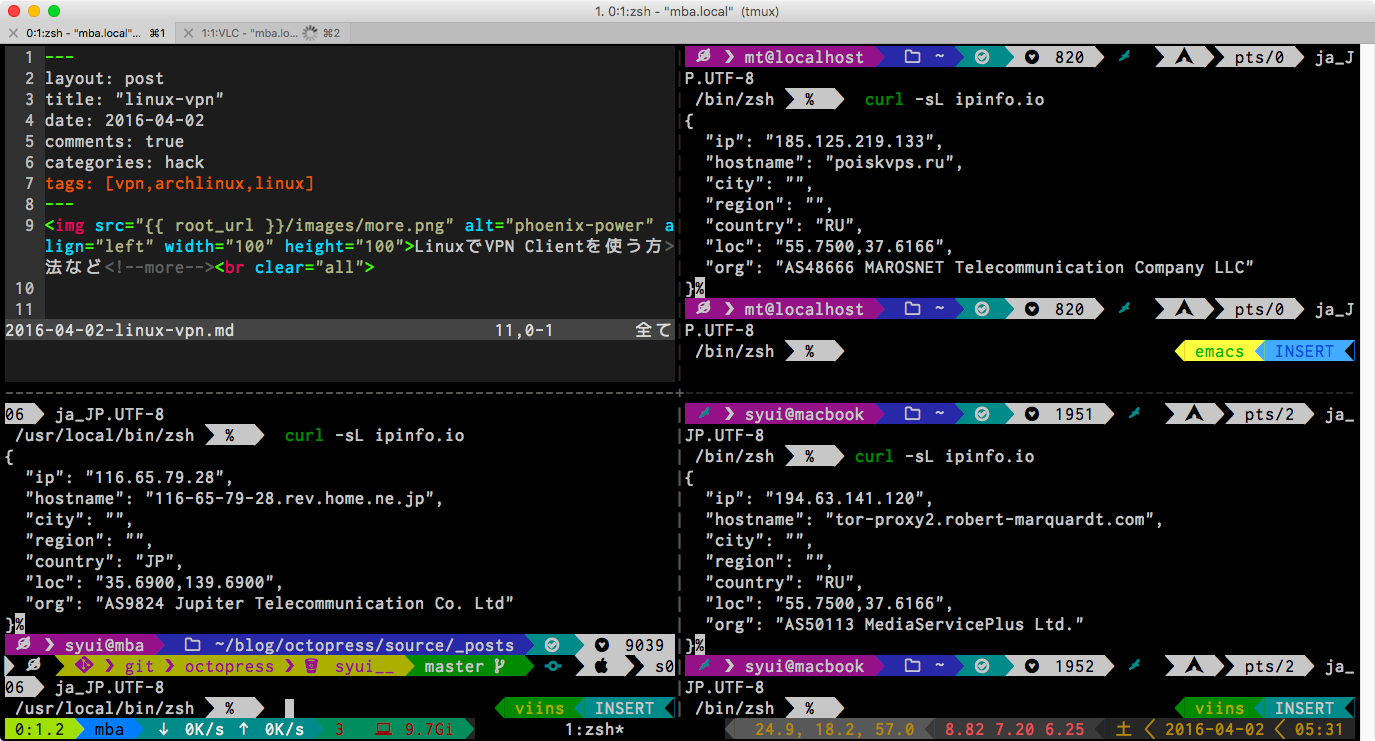 1. 0:1:zsh - "mba.local" (tmux)
0:1:zsh - "mba.local"... ⌘1
1:1:VLC - "mba.lo... ⌘2
1 ---
2 layout: post
3 title: "linux-vpn"
4 date: 2016-04-02
5 comments: true
6 categories: hack
7 tags: [vpn,archlinux,linux]
8 ---
9 <img src="{{ root_url }}/images/more.png" alt="phoenix-power" a
lign="left" width="100" height="100">LinuxでVPN Clientを使う方>
法など<!--more--><br clear="all">
10
11
2016-04-02-linux-vpn.md 11,0-1 全て
mt@localhost ~ 820 pts/0 ja_J
P.UTF-8
/bin/zsh % curl -sL ipinfo.io
{
"ip": "185.125.219.133",
"hostname": "poiskvps.ru",
"city": "",
"region": "",
"country": "RU",
"loc": "55.7500,37.6166",
"org": "AS48666 MAROSNET Telecommunication Company LLC"
}%
mt@localhost ~ 820 pts/0 ja_J
P.UTF-8
/bin/zsh % emacs INSERT
06 ja_JP.UTF-8
/usr/local/bin/zsh % curl -sL ipinfo.io
{
"ip": "116.65.79.28",
"hostname": "116-65-79-28.rev.home.ne.jp",
"city": "",
"region": "",
"country": "JP",
"loc": "35.6900,139.6900",
"org": "AS9824 Jupiter Telecommunication Co. Ltd"
}%
syui@mba ~/blog/octopress/source/_posts 9039
git octopress syui__ master s0
06 ja_JP.UTF-8
/usr/local/bin/zsh % viins INSERT
syui@macbook ~ 1951 pts/2 ja_
JP.UTF-8
/bin/zsh % curl -sL ipinfo.io
{
"ip": "194.63.141.120",
"hostname": "tor-proxy2.robert-marquardt.com",
"city": "",
"region": "",
"country": "RU",
"loc": "55.7500,37.6166",
"org": "AS50113 MediaServicePlus Ltd."
}%
syui@macbook ~ 1952 pts/2 ja_
JP.UTF-8
/bin/zsh % viins INSERT
0:1.2 mba ↓ 0K/s ↑ 0K/s 3 9.7Gi 1:zsh* 24.9, 18.2, 57.0 8.82 7.20 6.25 土 2016-04-02 05:31